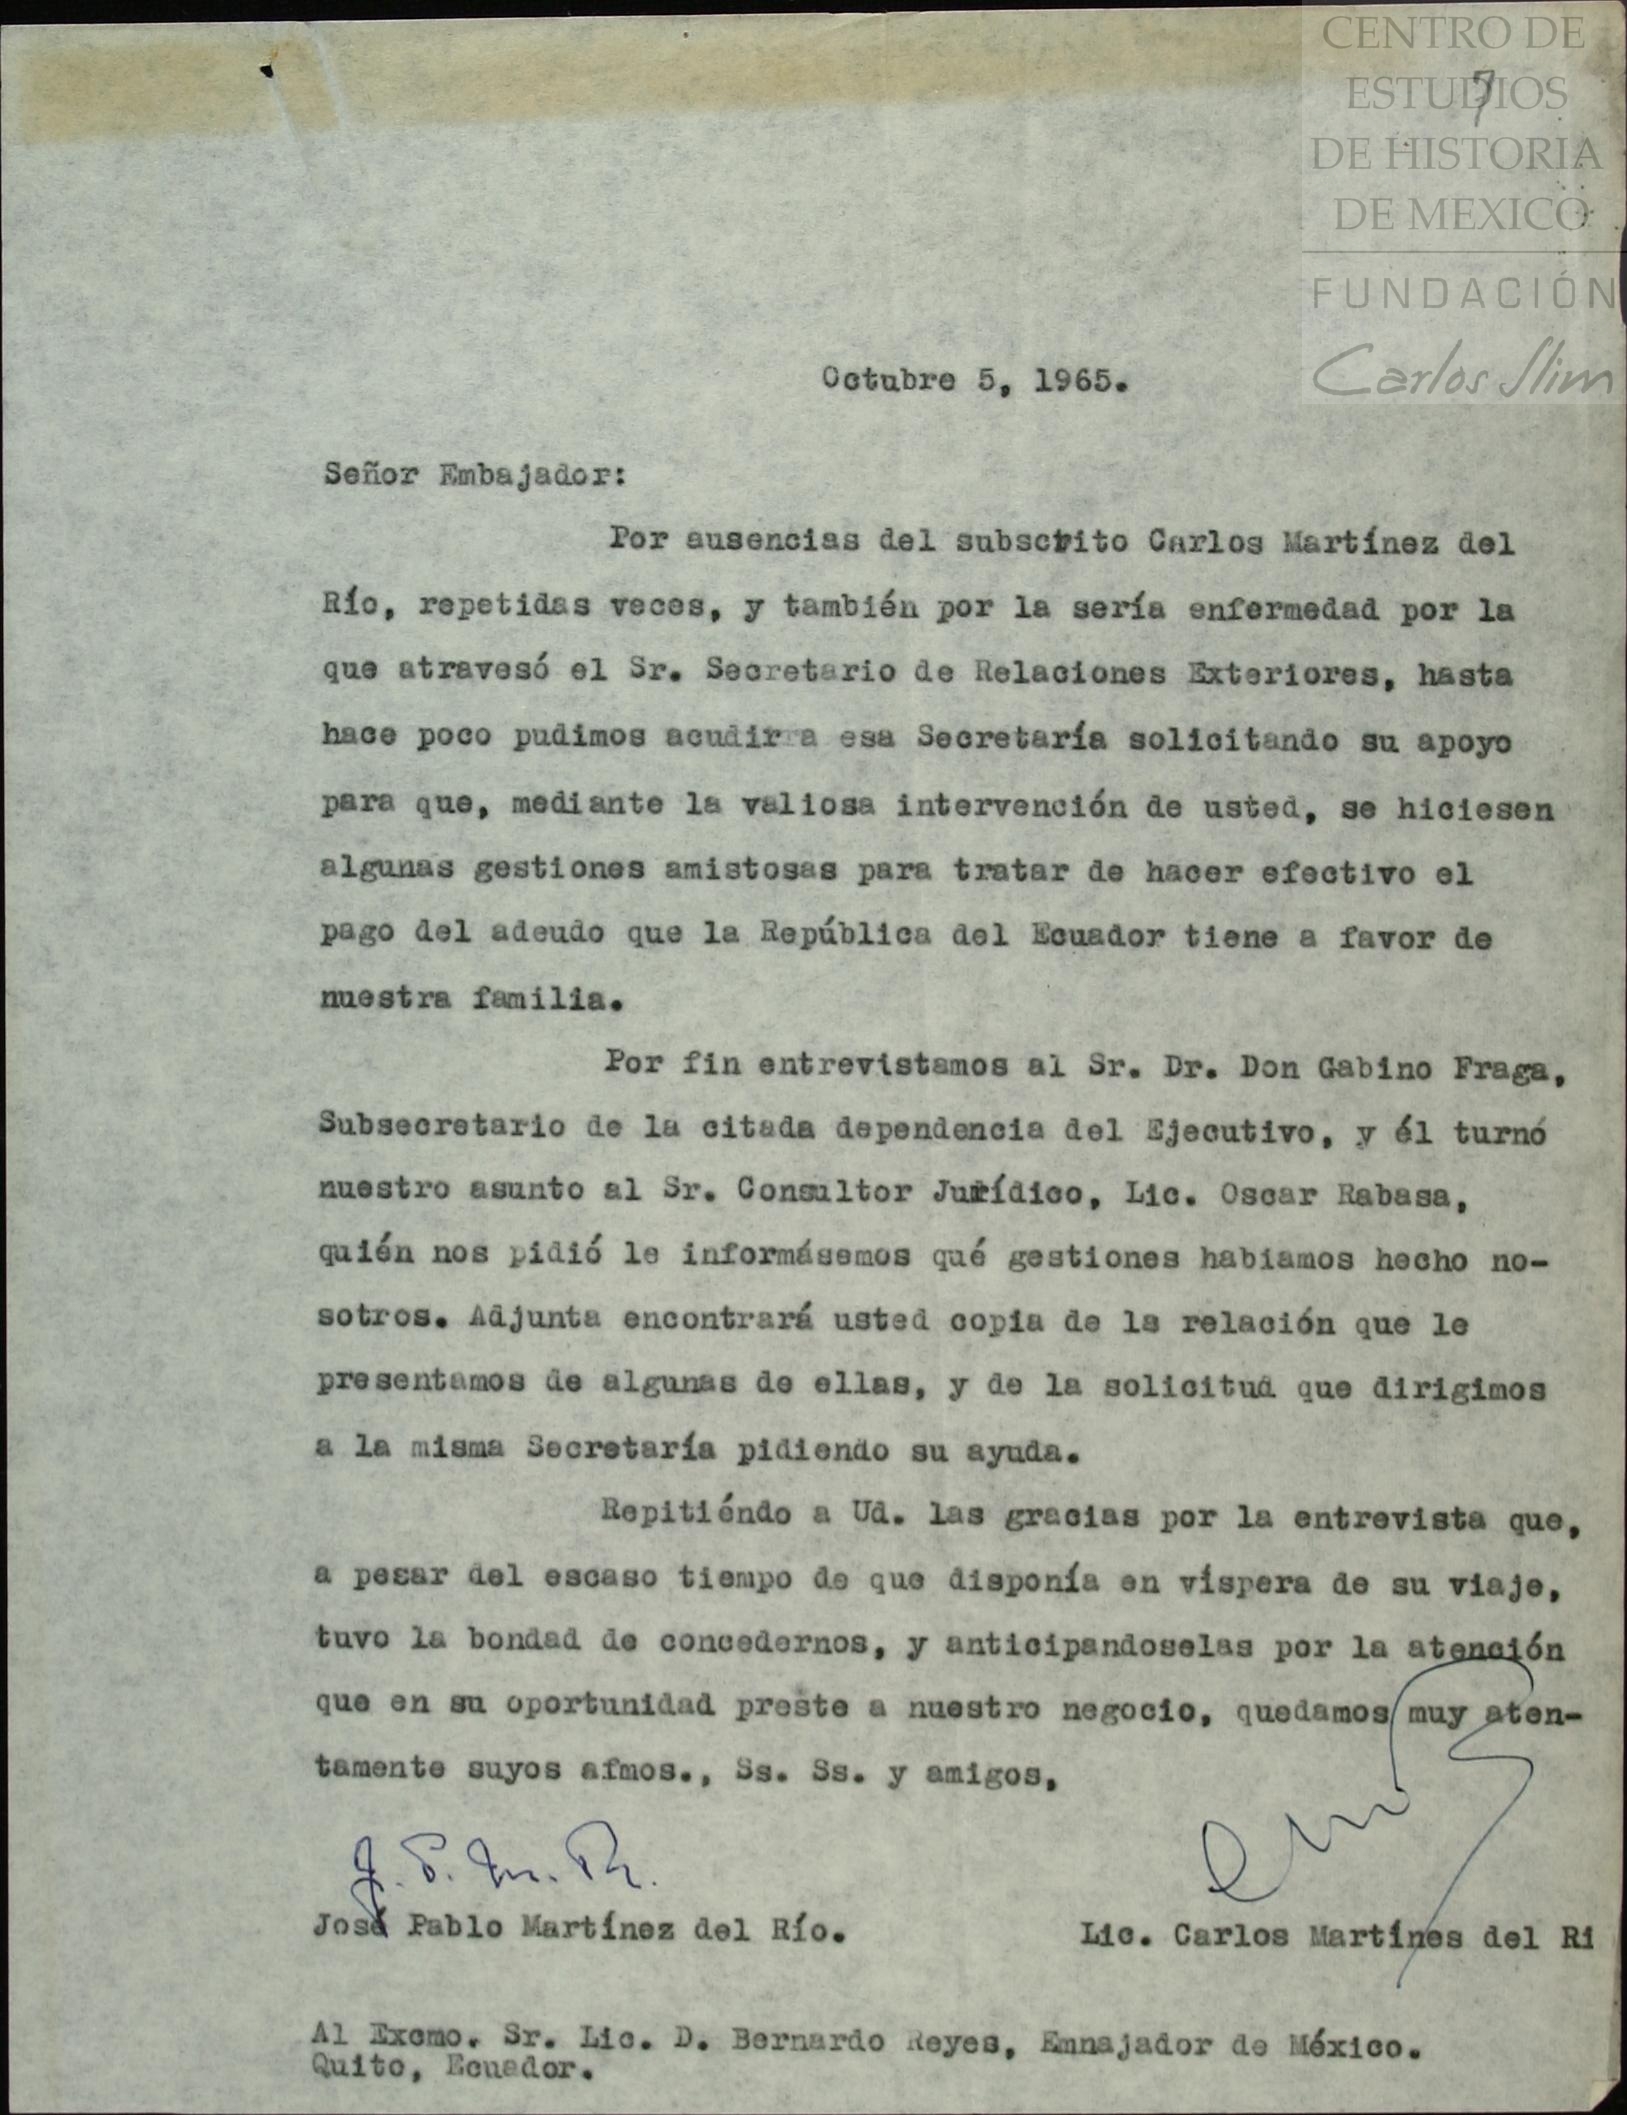 CENTRO DE
ESTUDIOS
DE HISTORIA
DE MEXICO
FUNDACIÓN
Carlos Slim
7
Octubre 5, 1965.
Señor Embajador:
Por ausencias del subscrito Carlos Martínez del
Río, repetidas veces, y también por la sería enfermedad por la
que atravesó el Sr. Secretario de Relaciones Exteriores, hasta
hace poco pudimos acudir a esa Secretaría solicitando su apoyo
para que, mediante la valiosa intervención de usted, se hiciesen
algunas gestiones amistosas para tratar de hacer efectivo el
pago del adeudo que la República del Ecuador tiene a favor de
nuestra familia.
Por fin entrevistamos al Sr. Dr. Don Gabino Fraga,
Subsecretario de la citada dependencia del Ejecutivo, y él turnó
nuestro asunto al Sr. Consultor Jurídico, Lic. Oscar Rabasa,
quién nos pidió le informásemos qué gestiones habiamos hecho no-
sotros. Adjunta encontrará usted copia de la relación que le
presentamos de algunas de ellas, y de la solicitud que dirigimos
a la misma Secretaría pidiendo su ayuda.
Repitiéndo a Ud. las gracias por la entrevista que,
a pesar del escaso tiempo de que disponía en víspera de su viaje,
tuvo la bondad de concedernos, y anticipandoselas por la atención
que en su oportunidad preste a nuestro negocio, quedamos muy aten-
tamente suyos afmos., Ss. Ss. y amigos,
J. P. M. R.
José Pablo Martínez del Río. Lic. Carlos Martínes del Ri
Al Excmo. Sr. Lic. D. Bernardo Reyes, Emnajador de México.
Quito, Ecuador.